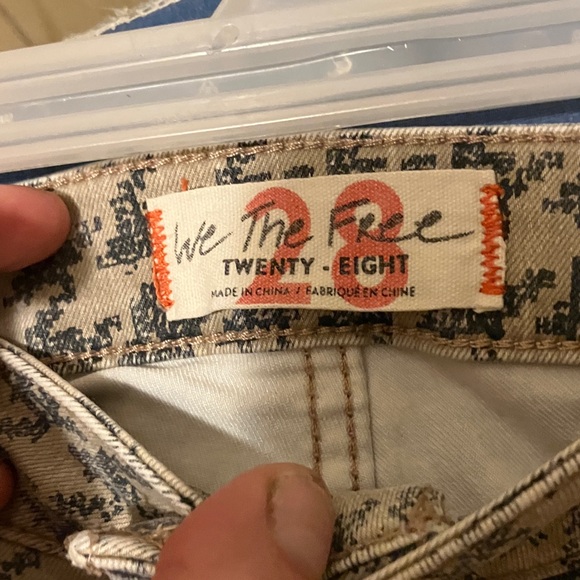 28
We The Free
TWENTY - EIGHT
MADE IN CHINA / FABRIQUÉ EN CHINE